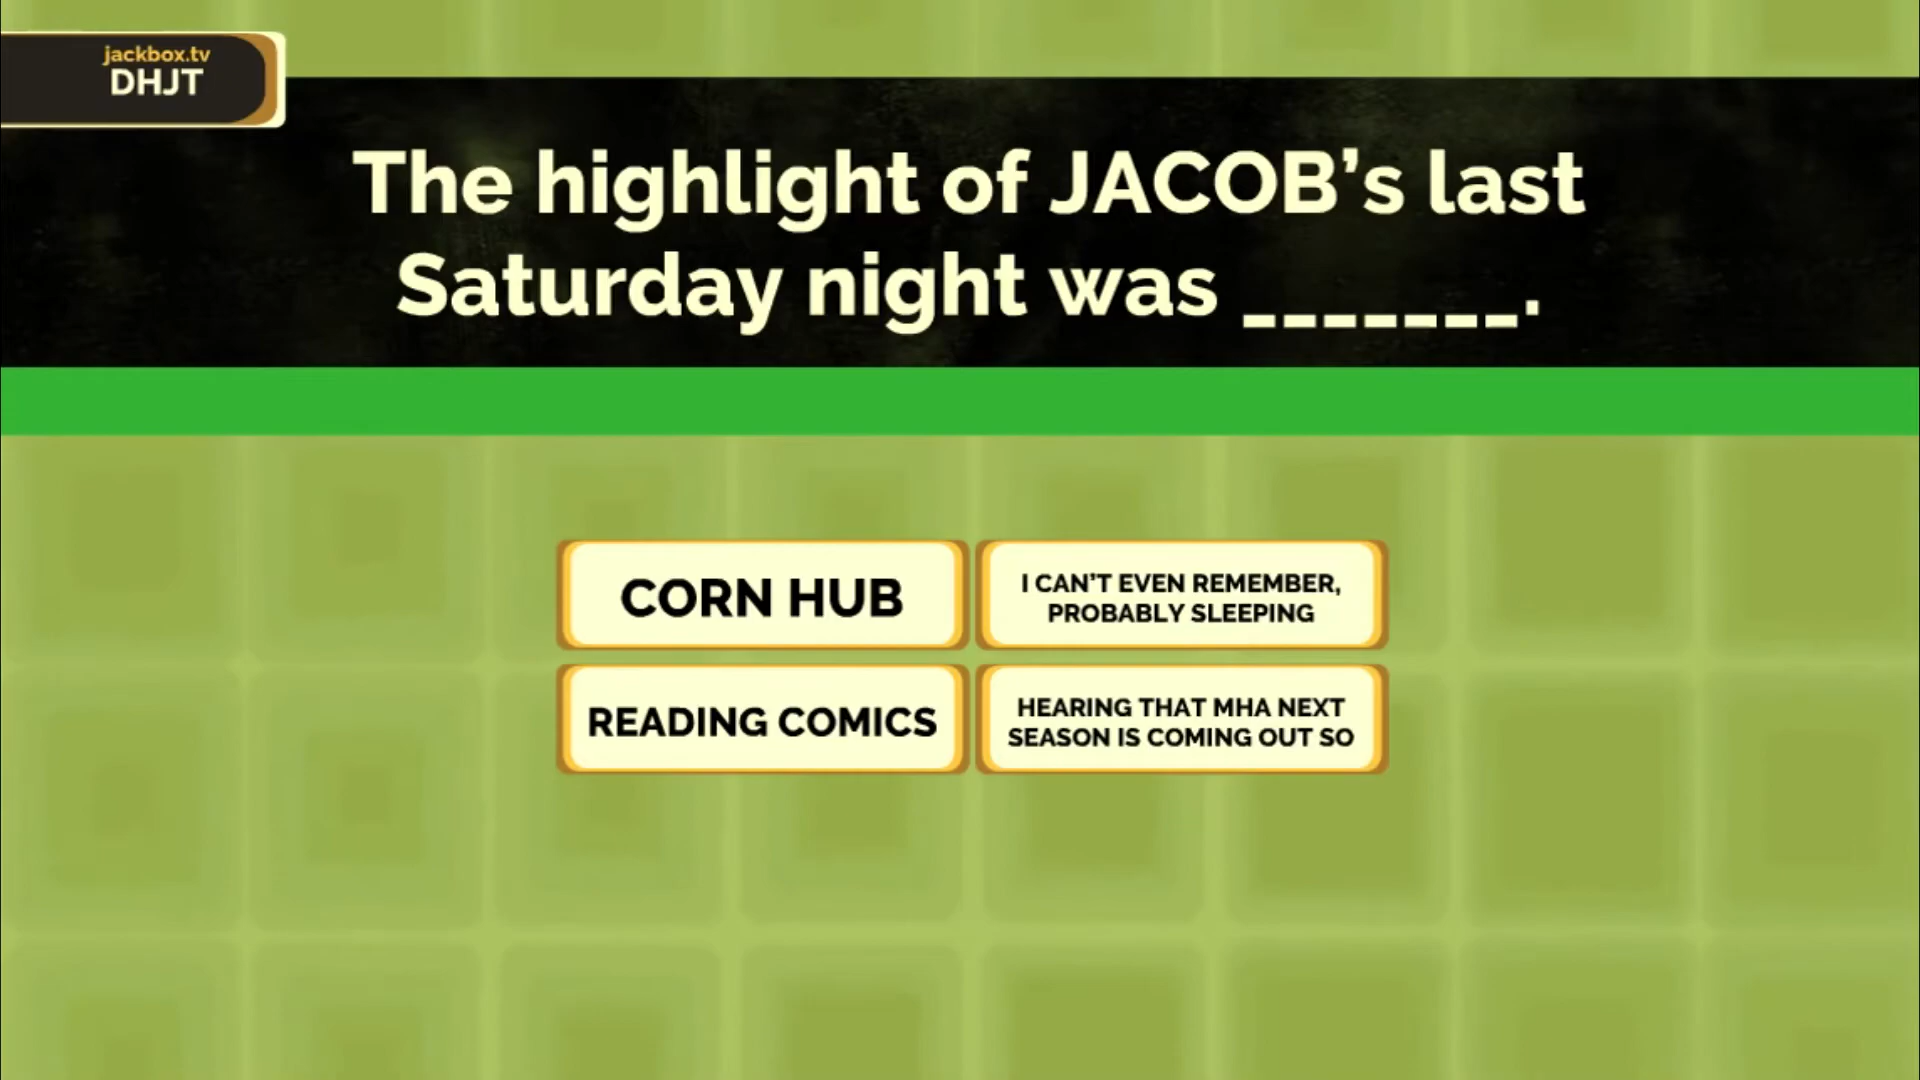 jackbox.tv
DHJT
The highlight of JACOB’s last
Saturday night was _______.
CORN HUB
I CAN’T EVEN REMEMBER,
PROBABLY SLEEPING
READING COMICS
HEARING THAT MHA NEXT
SEASON IS COMING OUT SO